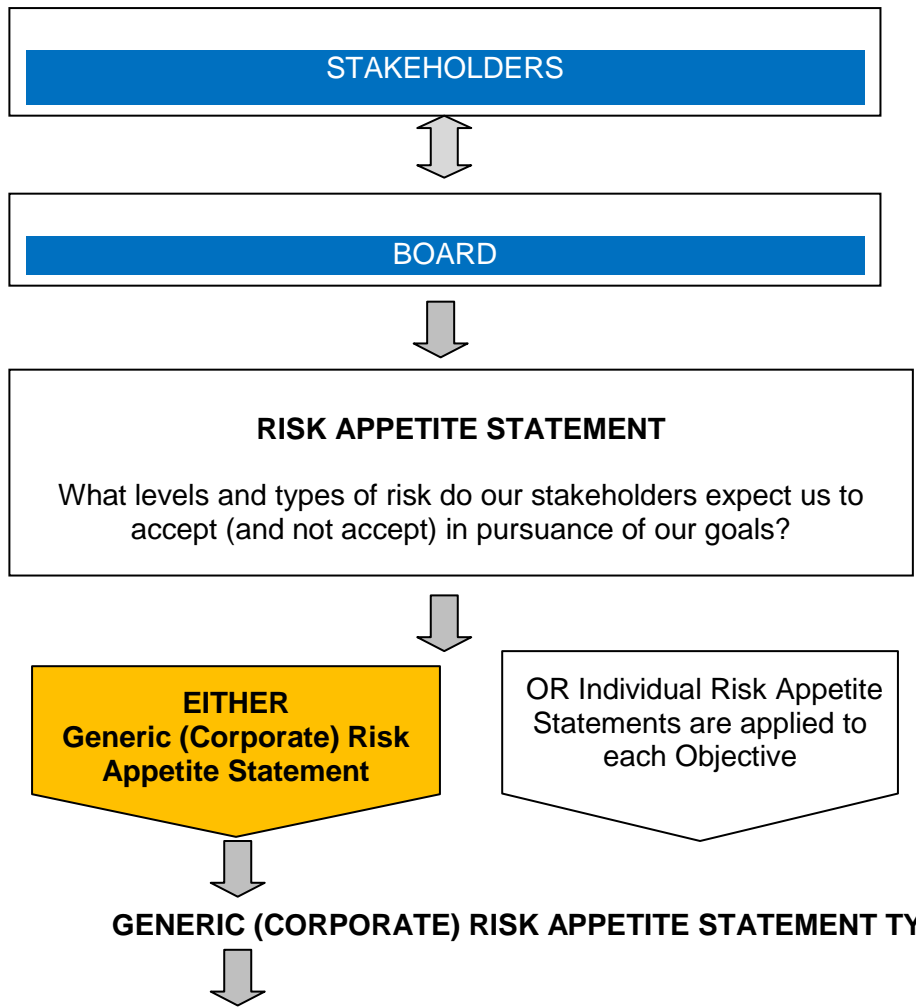 STAKEHOLDERS
BOARD
RISK APPETITE STATEMENT
What levels and types of risk do our stakeholders expect us to
accept (and not accept) in pursuance of our goals?
EITHER
Generic (Corporate) Risk
Appetite Statement
OR Individual Risk Appetite
Statements are applied to
each Objective
GENERIC (CORPORATE) RISK APPETITE STATEMENT TY